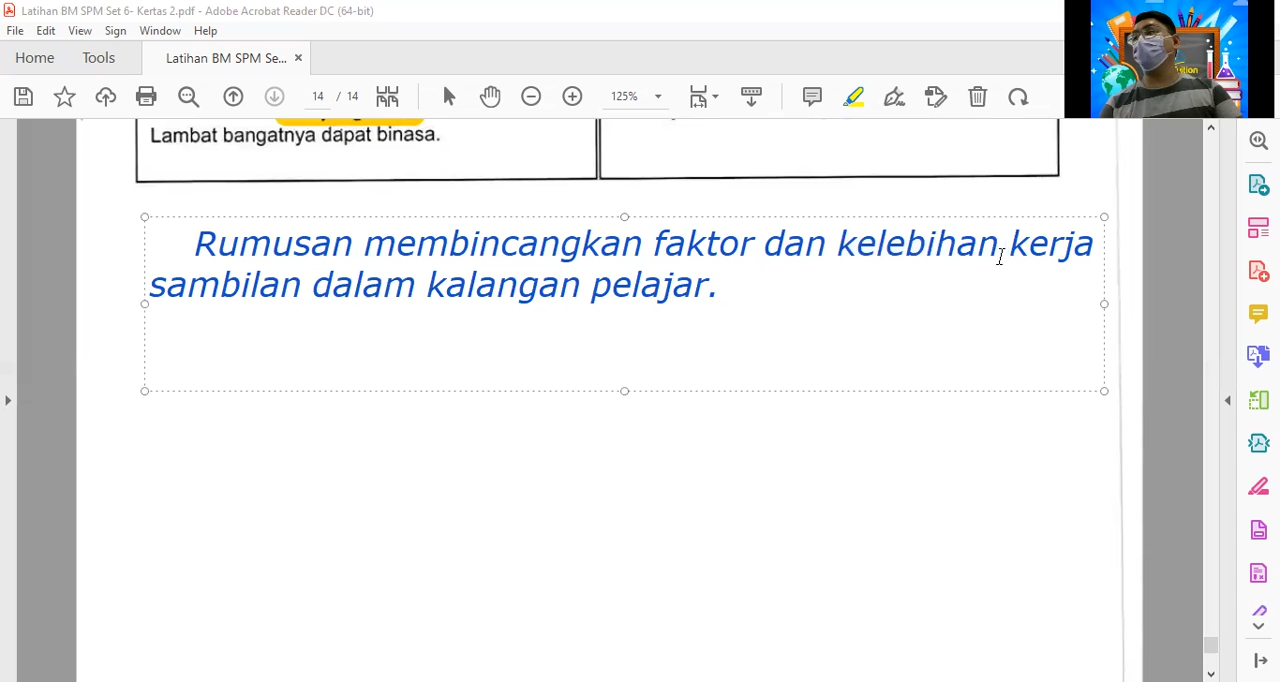 Latihan BM SPM Set 6- Kertas 2.pdf - Adobe Acrobat Reader DC (64-bit)
File Edit View Sign Window Help
Home Tools Latihan BM SPM Se... ×
14 / 14 125%
Lambat bangatnya dapat binasa.
Rumusan membincangkan faktor dan kelebihan kerja
sambilan dalam kalangan pelajar.